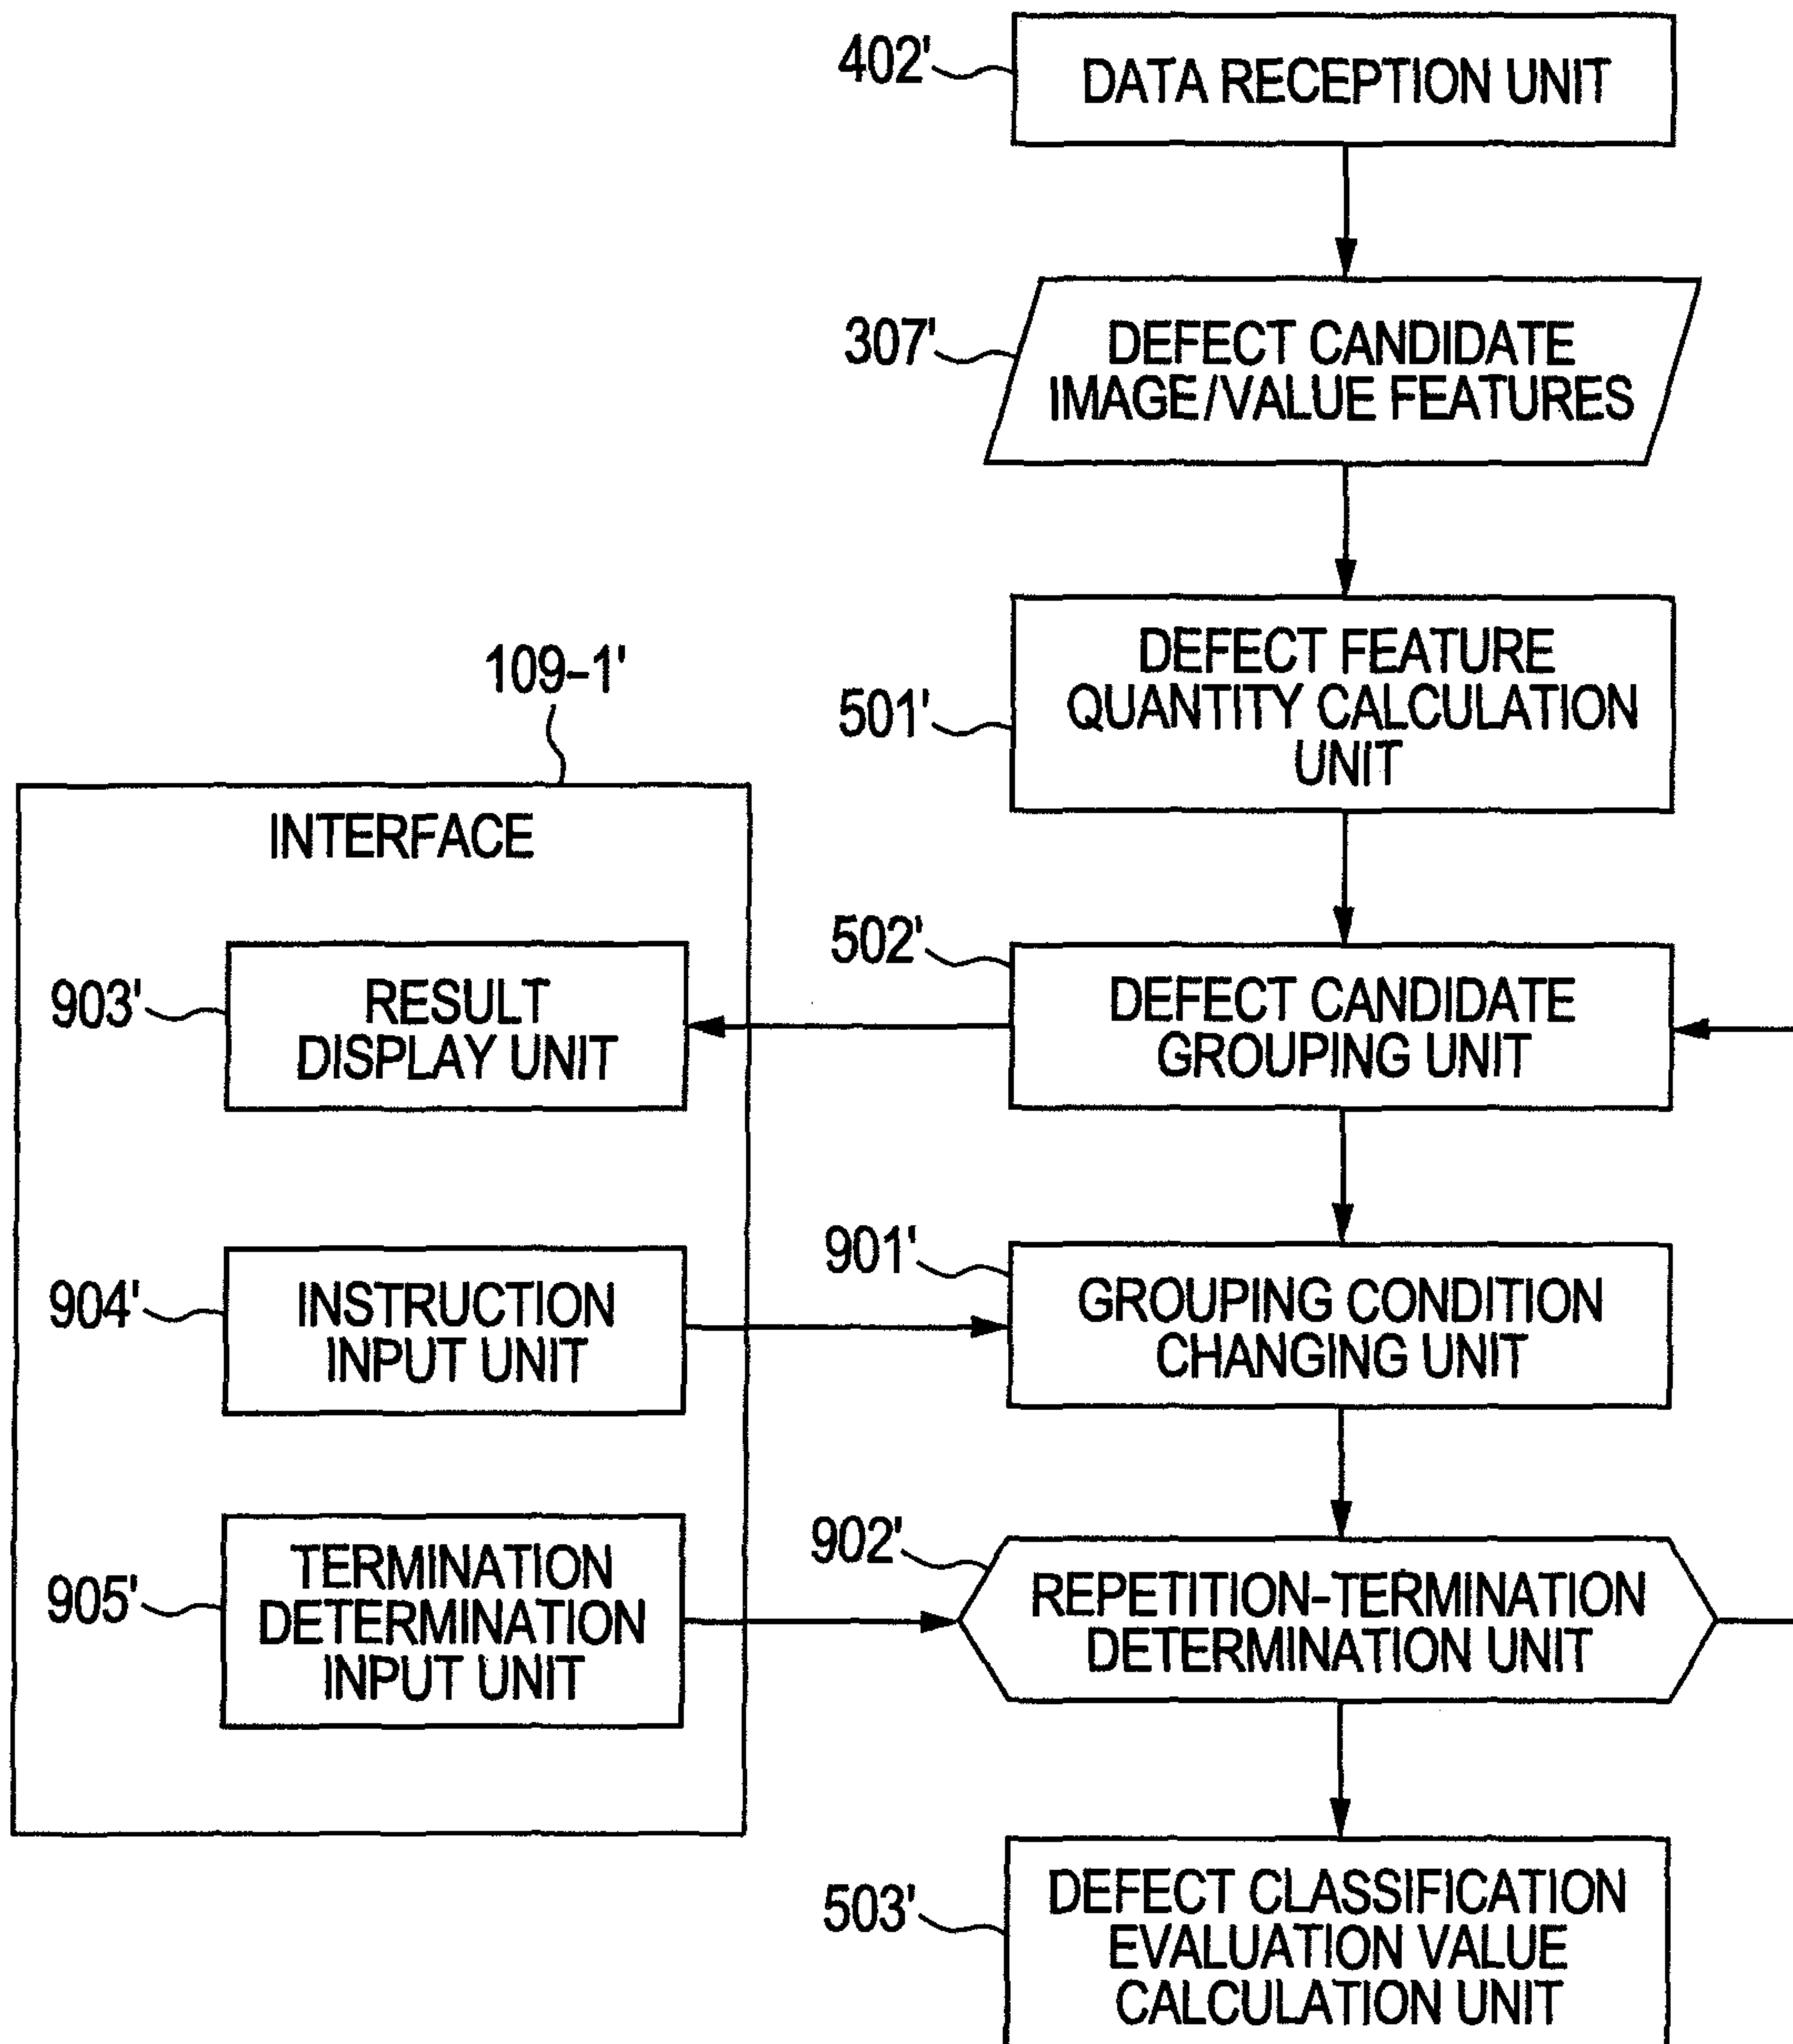 402'
DATA RECEPTION UNIT
307'
DEFECT CANDIDATE
IMAGE/VALUE FEATURES
501'
DEFECT FEATURE
QUANTITY CALCULATION
UNIT
109-1'
INTERFACE
502'
DEFECT CANDIDATE
GROUPING UNIT
903'
RESULT
DISPLAY UNIT
901'
GROUPING CONDITION
CHANGING UNIT
904'
INSTRUCTION
INPUT UNIT
902'
REPETITION-TERMINATION
DETERMINATION UNIT
905'
TERMINATION
DETERMINATION
INPUT UNIT
503'
DEFECT CLASSIFICATION
EVALUATION VALUE
CALCULATION UNIT